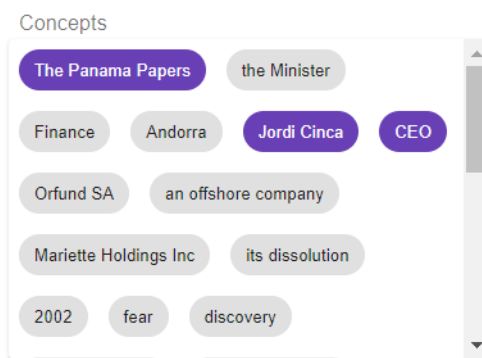 Concepts
The Panama Papers the Minister
Finance Andorra Jordi Cinca CEO
Orfund SA an offshore company
Mariette Holdings Inc its dissolution
2002 fear discovery